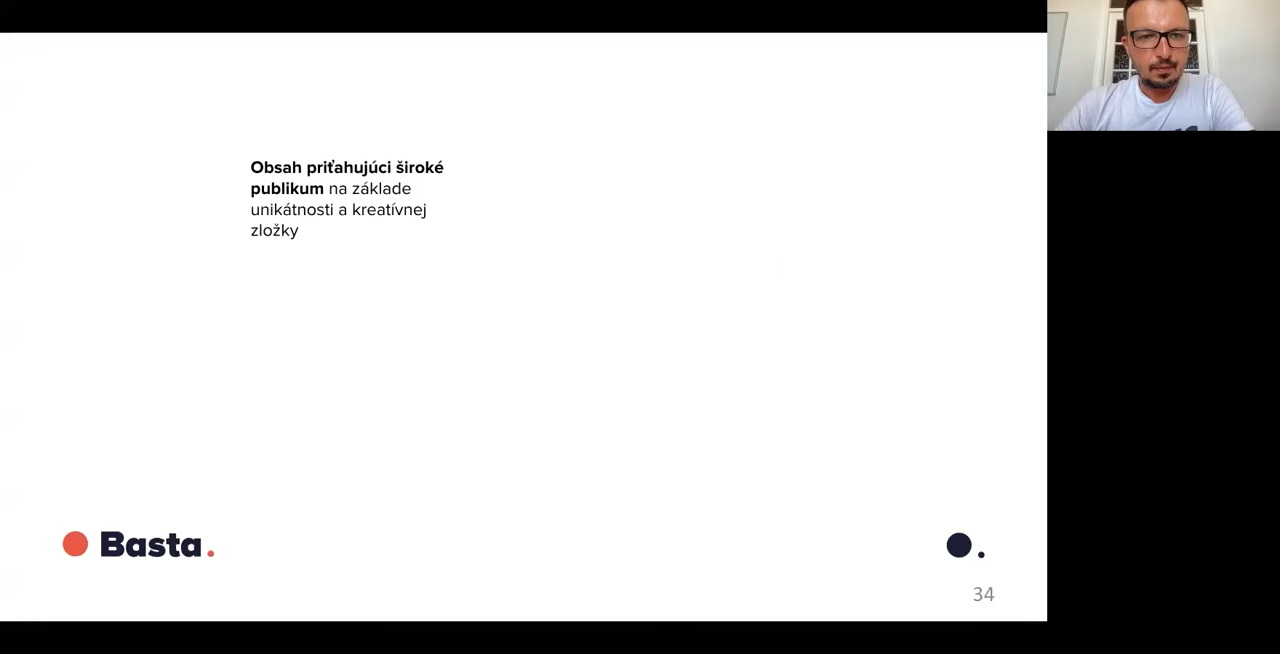 Obsah priťahujúci široké
publikum na základe
unikátnosti a kreatívnej
zložky
Basta.
34